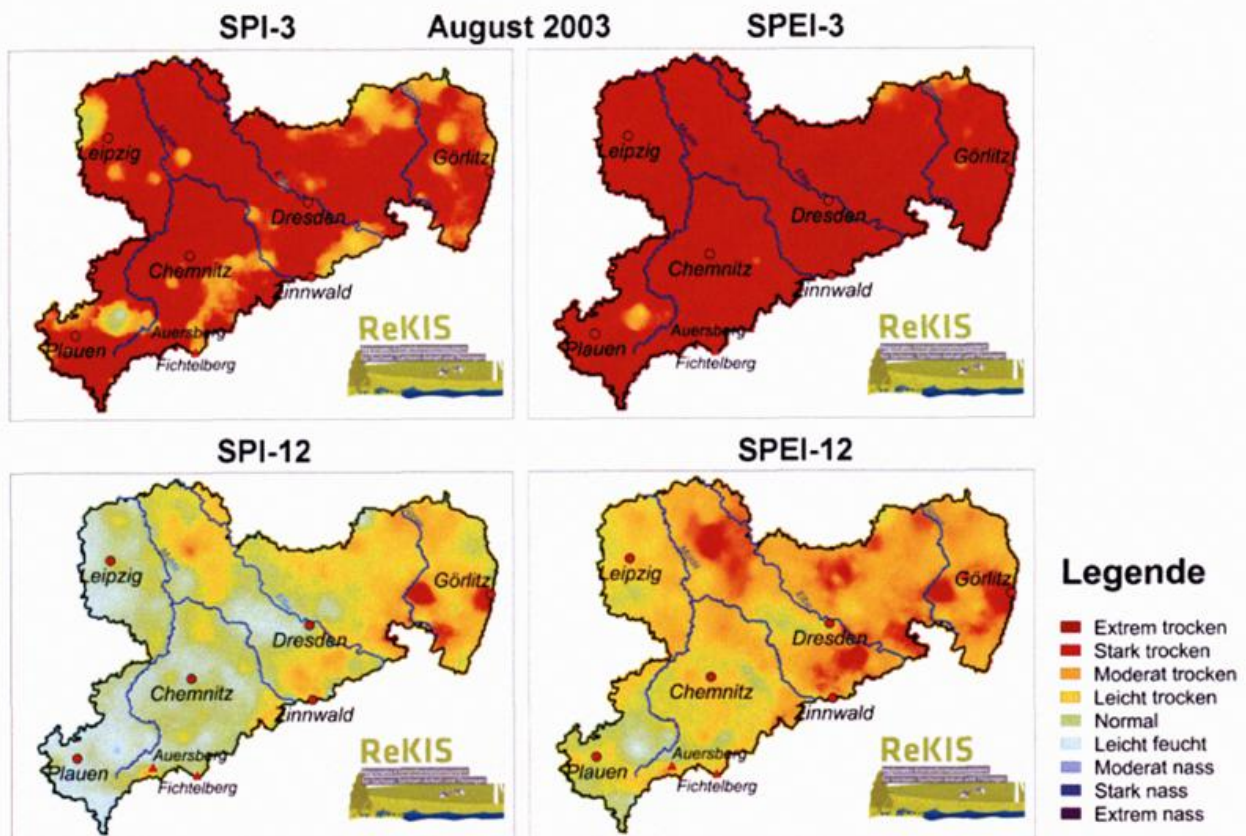 SPI-3 August 2003 SPEI-3
Leipzig
Görlitz
Dresden
Chemnitz
Zinnwald
Auersberg
Plauen
Fichtelberg
ReKIS
Leipzig
Görlitz
Elbe
Dresden
Chemnitz
Zinnwald
Auersberg
Plauen
Fichtelberg
ReKIS
SPI-12 SPEI-12
Leipzig
Görlitz
Elbe
Dresden
Chemnitz
Zinnwald
Auersberg
Plauen
Fichtelberg
ReKIS
Leipzig
Görlitz
Elbe
Dresden
Chemnitz
Zinnwald
Auersberg
Plauen
Fichtelberg
ReKIS
Legende
Extrem trocken
Stark trocken
Moderat trocken
Leicht trocken
Normal
Leicht feucht
Moderat nass
Stark nass
Extrem nass